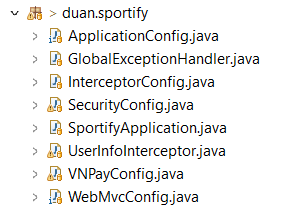 > duan.sportify
ApplicationConfig.java
GlobalExceptionHandler.java
InterceptorConfig.java
SecurityConfig.java
SportifyApplication.java
UserInfoInterceptor.java
VNPayConfig.java
WebMvcConfig.java